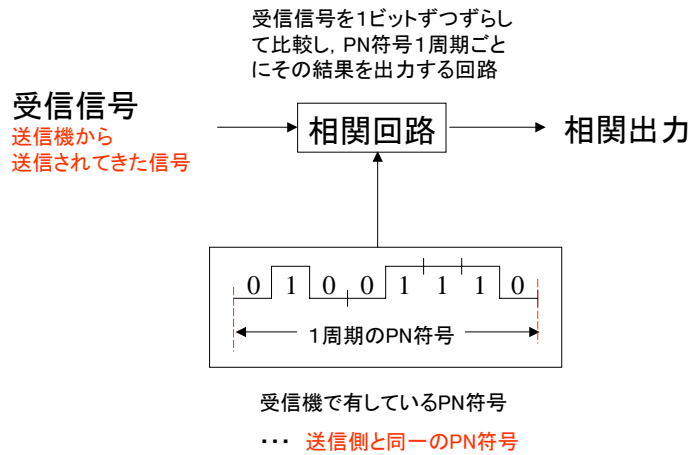 受信信号を1ビットずつずらし
て比較し, PN符号1周期ごと
にその結果を出力する回路
受信信号
送信機から
送信されてきた信号
相関回路
相関出力
0 1 0 0 1 1 1 0
1周期のPN符号
受信機で有しているPN符号
･･･ 送信側と同一のPN符号